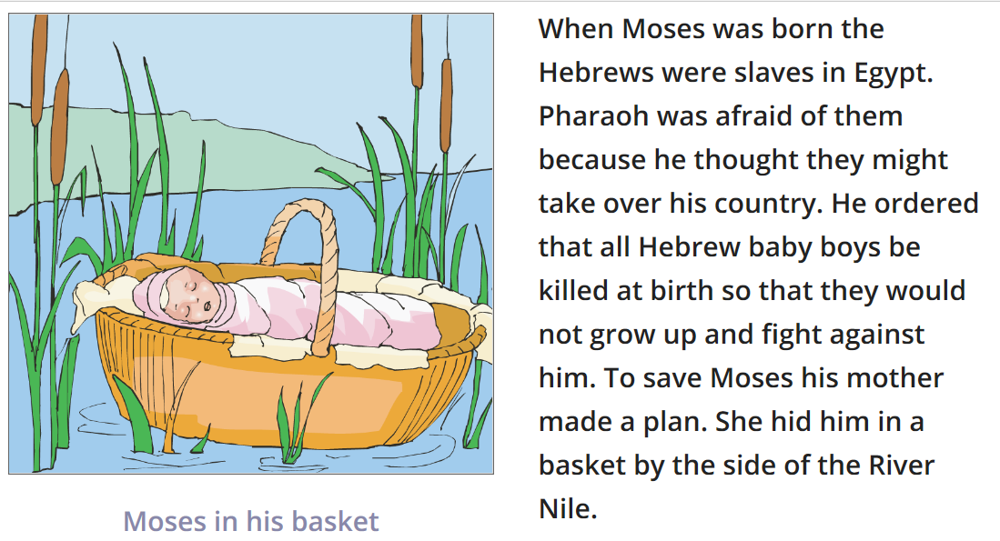 When Moses was born the
Hebrews were slaves in Egypt.
Pharaoh was afraid of them
because he thought they might
take over his country. He ordered
that all Hebrew baby boys be
killed at birth so that they would
not grow up and fight against
him. To save Moses his mother
made a plan. She hid him in a
basket by the side of the River
Nile.
Moses in his basket